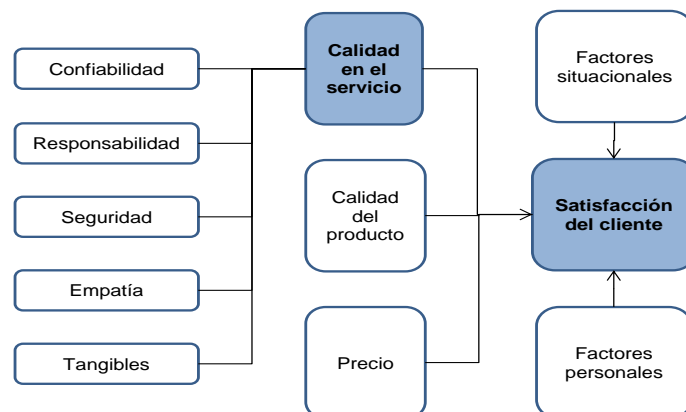 Confiabilidad
Responsabilidad
Seguridad
Empatía
Tangibles
Calidad
en el
servicio
Calidad
del
producto
Precio
Factores
situacionales
Satisfacción
del cliente
Factores
personales